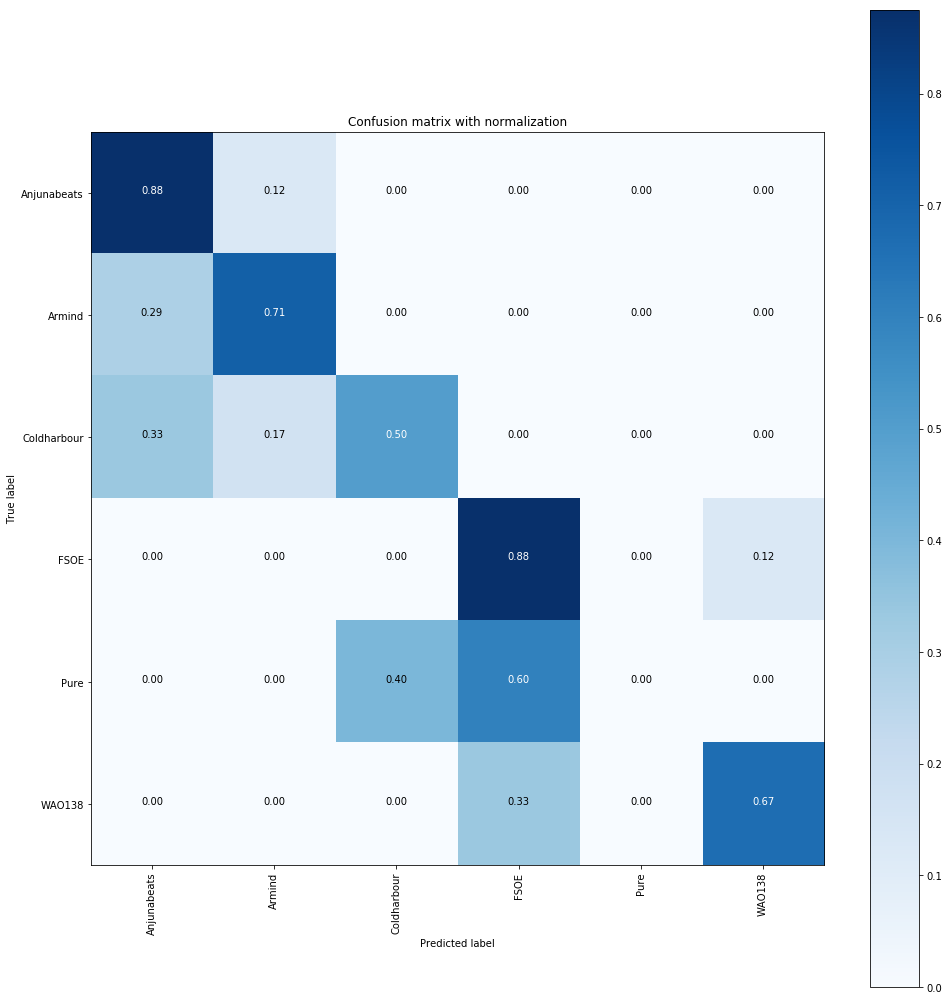 Confusion matrix with normalization
True label
Anjunabeats 0.88 0.12 0.00 0.00 0.00 0.00
Armind 0.29 0.71 0.00 0.00 0.00 0.00
Coldharbour 0.33 0.17 0.50 0.00 0.00 0.00
FSOE 0.00 0.00 0.00 0.88 0.00 0.12
Pure 0.00 0.00 0.40 0.60 0.00 0.00
WAO138 0.00 0.00 0.00 0.33 0.00 0.67
Anjunabeats Armind Coldharbour FSOE Pure WAO138
Predicted label
0.8
0.7
0.6
0.5
0.4
0.3
0.2
0.1
0.0